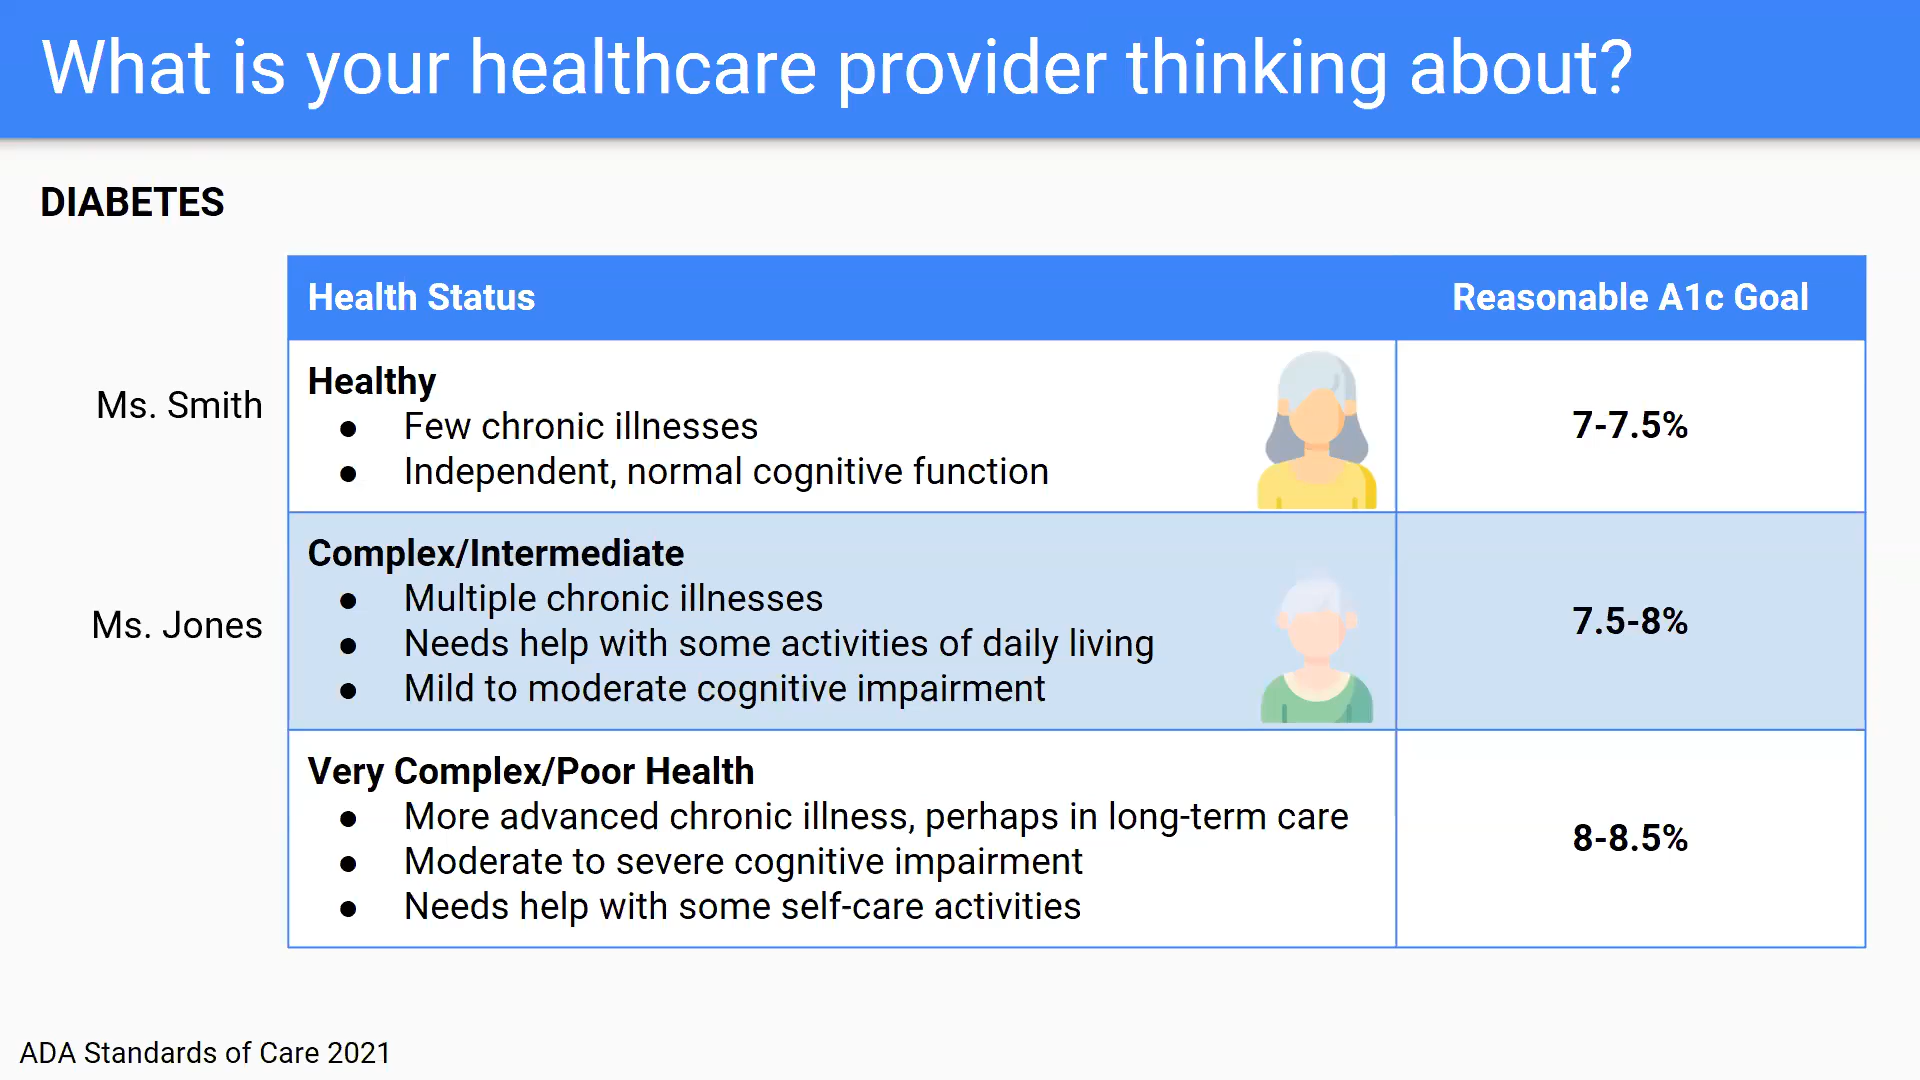 What is your healthcare provider thinking about?
DIABETES
Health Status
Reasonable A1c Goal
Ms. Smith
Healthy
● Few chronic illnesses
● Independent, normal cognitive function
7-7.5%
Ms. Jones
Complex/Intermediate
● Multiple chronic illnesses
● Needs help with some activities of daily living
● Mild to moderate cognitive impairment
7.5-8%
Very Complex/Poor Health
● More advanced chronic illness, perhaps in long-term care
● Moderate to severe cognitive impairment
● Needs help with some self-care activities
8-8.5%
ADA Standards of Care 2021